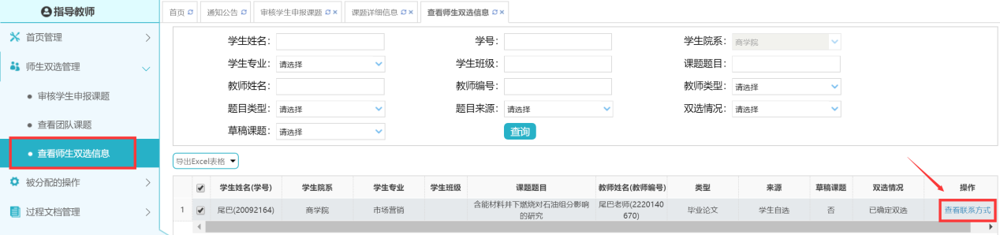 指导教师
首页 通知公告 审核学生申报课题 课题详细信息 查看师生双选信息
首页管理
师生双选管理
审核学生申报课题
查看团队课题
查看师生双选信息
被分配的操作
过程文档管理
学生姓名: 学号: 学生院系: 商学院
学生专业: 请选择 学生班级: 课题题目:
教师姓名: 教师编号: 教师类型: 请选择
题目类型: 请选择 题目来源: 请选择 双选情况: 请选择
草稿课题: 请选择 查询
导出Excel表格
学生姓名(学号) 学生院系 学生专业 学生班级 课题题目 教师姓名(教师编号) 类型 来源 草稿课题 双选情况 操作
1 尾巴(20092164) 商学院 市场营销 含能材料井下燃烧对石油组分影响 尾巴老师(2220140 毕业论文 学生自选 否 已确定双选 查看联系方式
的研究 670)